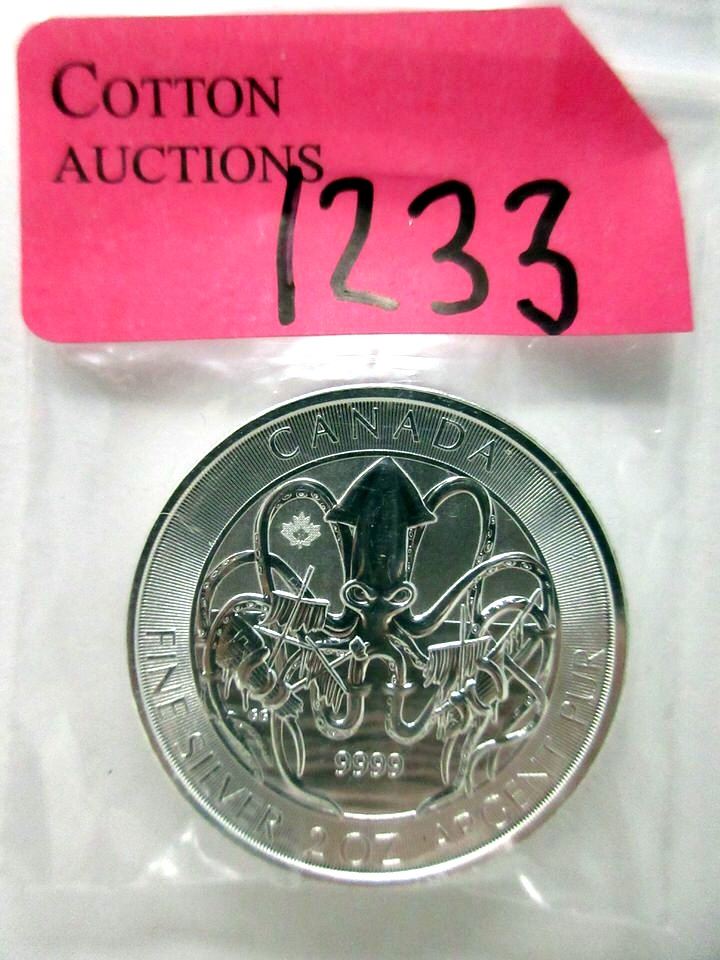 COTTON
AUCTIONS
1233
CANADA
9999
FINE SILVER 2 OZ ARGENT PUR